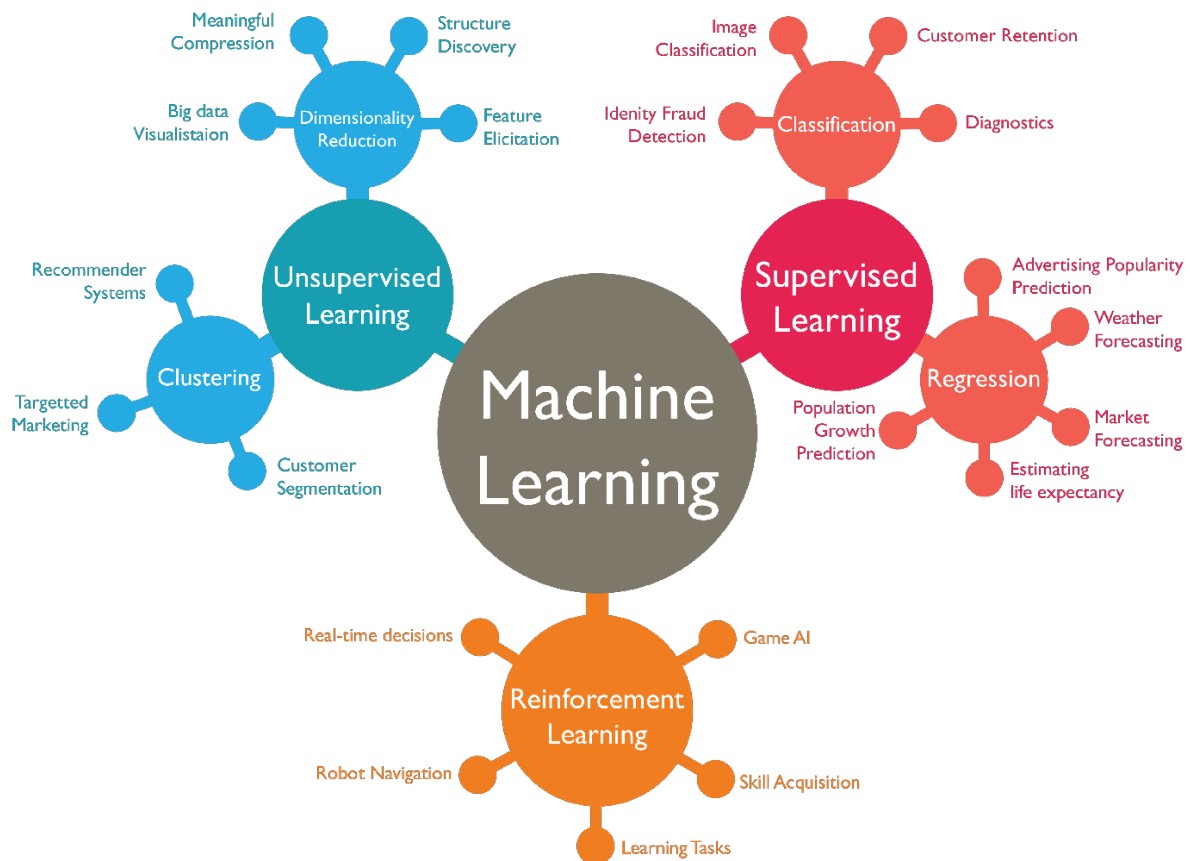 Meaningful
Compression
Structure
Discovery
Big data
Visualistaion
Dimensionality
Reduction
Feature
Elicitation
Image
Classification
Customer Retention
Idenity Fraud
Detection
Classification
Diagnostics
Recommender
Systems
Unsupervised
Learning
Clustering
Targetted
Marketing
Customer
Segmentation
Machine
Learning
Supervised
Learning
Advertising Popularity
Prediction
Weather
Forecasting
Regression
Population
Growth
Prediction
Market
Forecasting
Estimating
life expectancy
Real-time decisions
Game AI
Reinforcement
Learning
Robot Navigation
Skill Acquisition
Learning Tasks